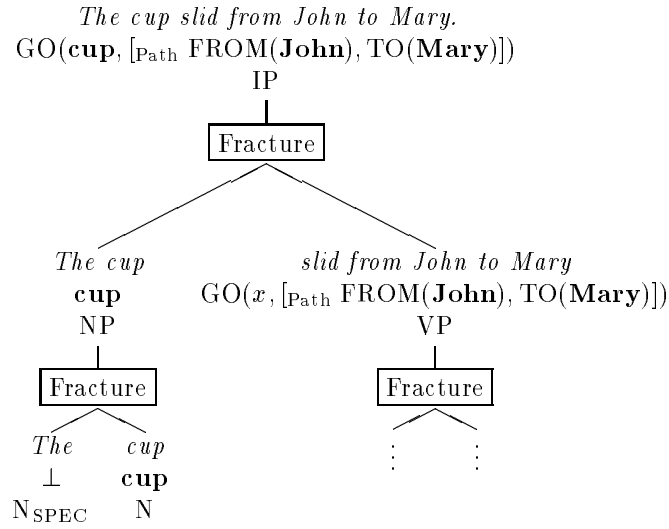 The cup slid from John to Mary.
GO(cup, [Path FROM(John), TO(Mary)])
IP
Fracture
The cup slid from John to Mary
cup GO(x, [Path FROM(John), TO(Mary)])
NP VP
Fracture Fracture
The cup ⋮ ⋮
⊥ cup
NSPEC N